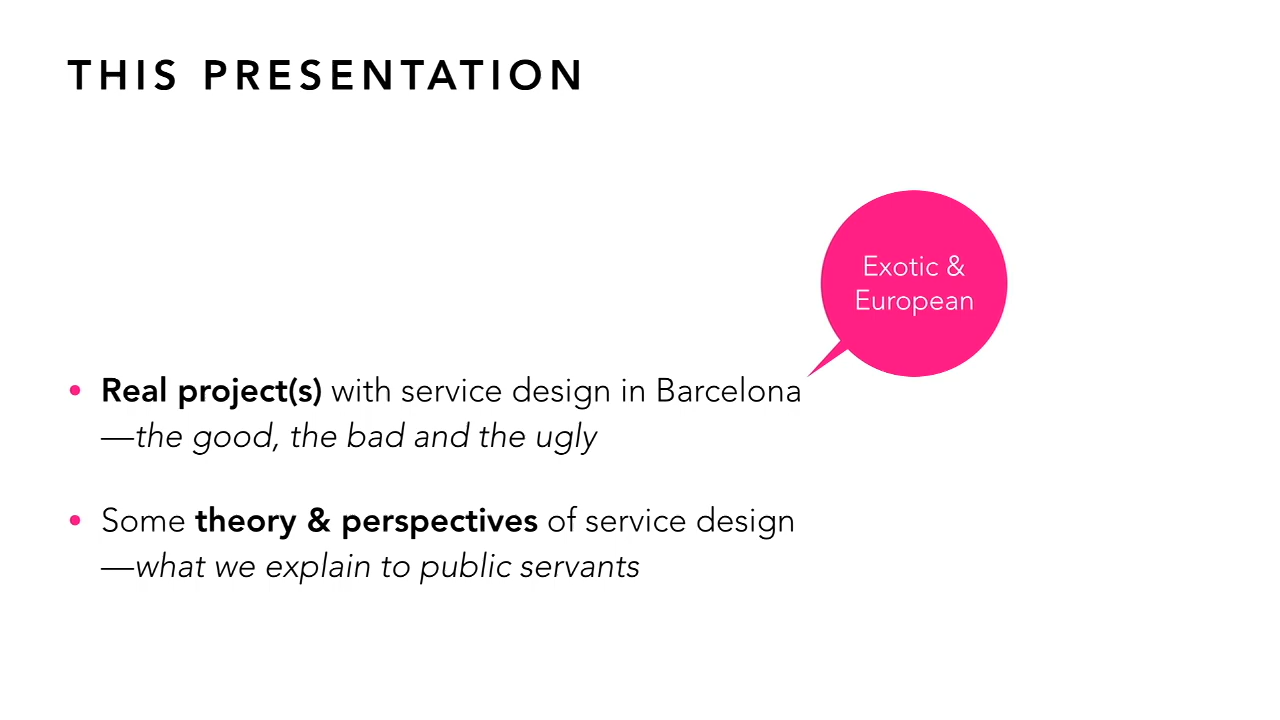 THIS PRESENTATION
Exotic &
European
• Real project(s) with service design in Barcelona
—the good, the bad and the ugly
• Some theory & perspectives of service design
—what we explain to public servants